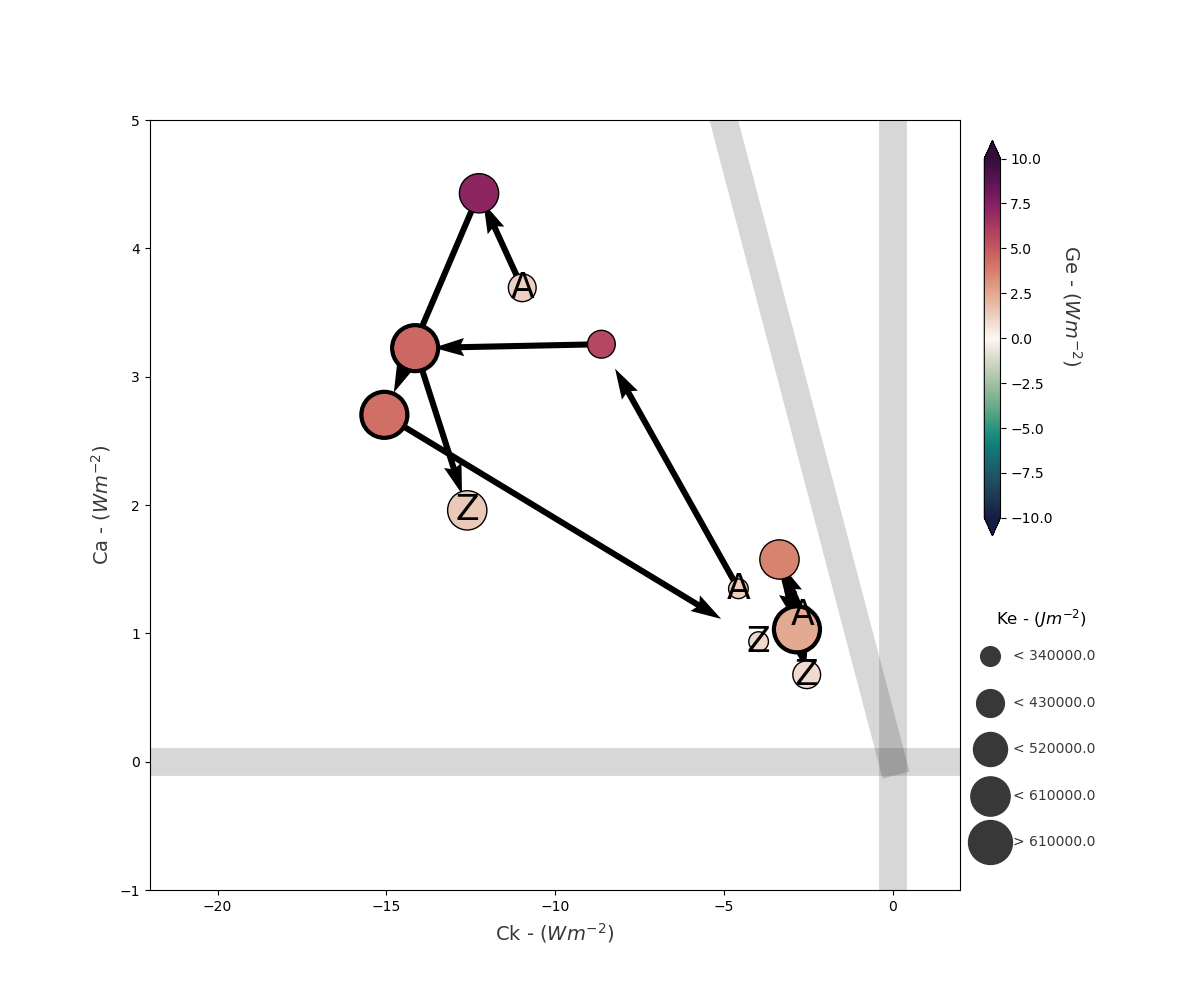 5
4
3
2
1
0
−1
−20
−15
−10
−5
0
Ck - (Wm⁻²)
Ca - (Wm⁻²)
A
A
A
Z
Z
Z
10.0
7.5
5.0
2.5
0.0
−2.5
−5.0
−7.5
−10.0
Ge - (Wm⁻²)
Ke - (Jm⁻²)
< 340000.0
< 430000.0
< 520000.0
< 610000.0
> 610000.0